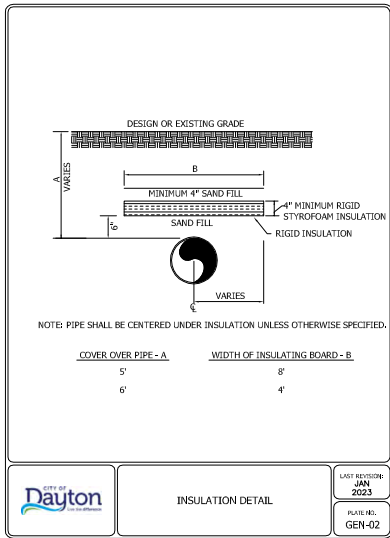 DESIGN OR EXISTING GRADE
B
A
VARIES
MINIMUM 4" SAND FILL
4" MINIMUM RIGID
STYROFOAM INSULATION
6"
SAND FILL
RIGID INSULATION
VARIES
℄
NOTE: PIPE SHALL BE CENTERED UNDER INSULATION UNLESS OTHERWISE SPECIFIED.
COVER OVER PIPE - A WIDTH OF INSULATING BOARD - B
5' 8'
6' 4'
CITY OF
Dayton
INSULATION DETAIL
LAST REVISION:
JAN
2023
PLATE NO.
GEN-02